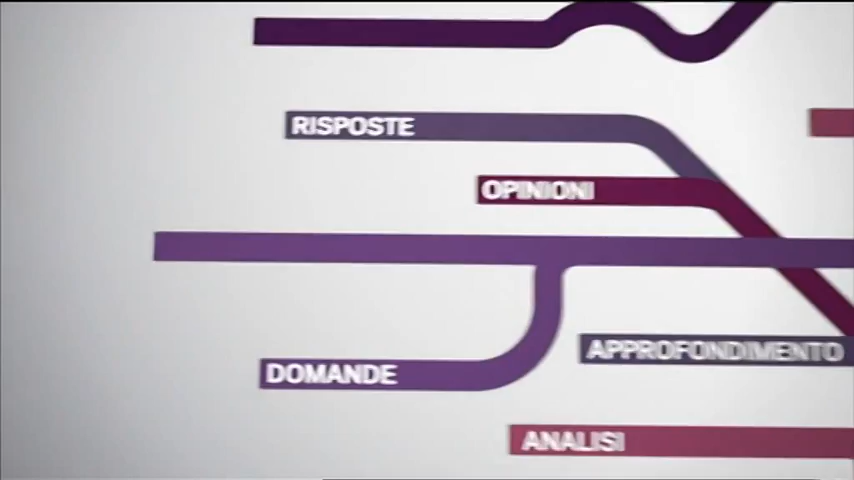 RISPOSTE
OPINIONI
APPROFONDIMENTO
DOMANDE
ANALISI